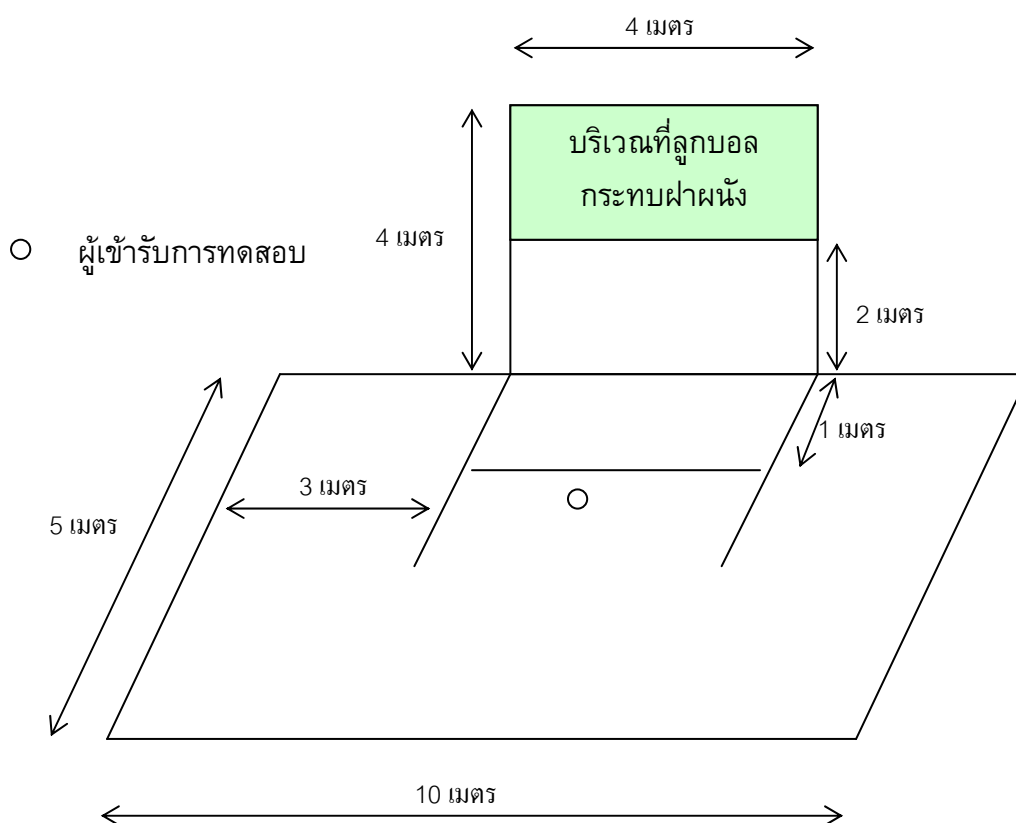 4 เมตร
บริเวณที่ลูกบอล
กระทบฝาผนัง
4 เมตร
ผู้เข้ารับการทดสอบ
2 เมตร
1 เมตร
3 เมตร
5 เมตร
10 เมตร